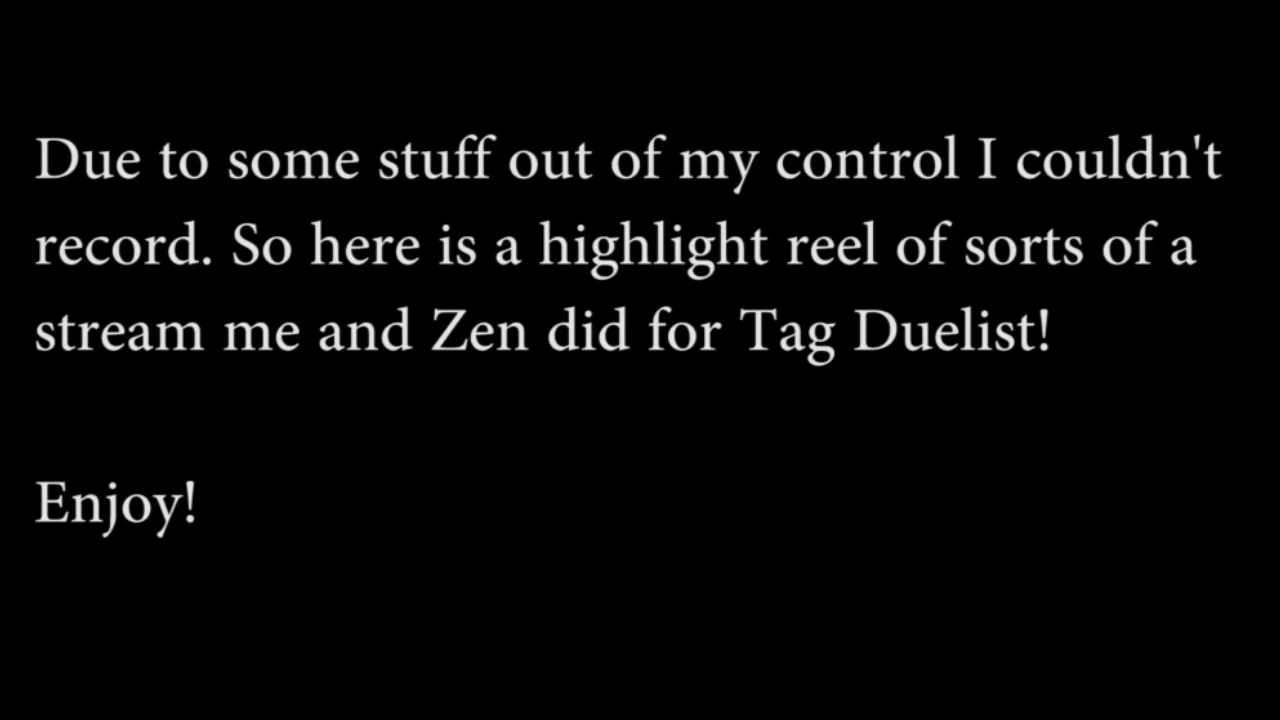 Due to some stuff out of my control I couldn't
record. So here is a highlight reel of sorts of a
stream me and Zen did for Tag Duelist!
Enjoy!